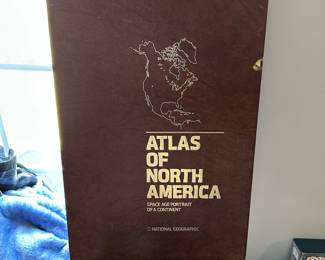 ATLAS
OF
NORTH
AMERICA
SPACE AGE PORTRAIT
OF A CONTINENT
NATIONAL GEOGRAPHIC